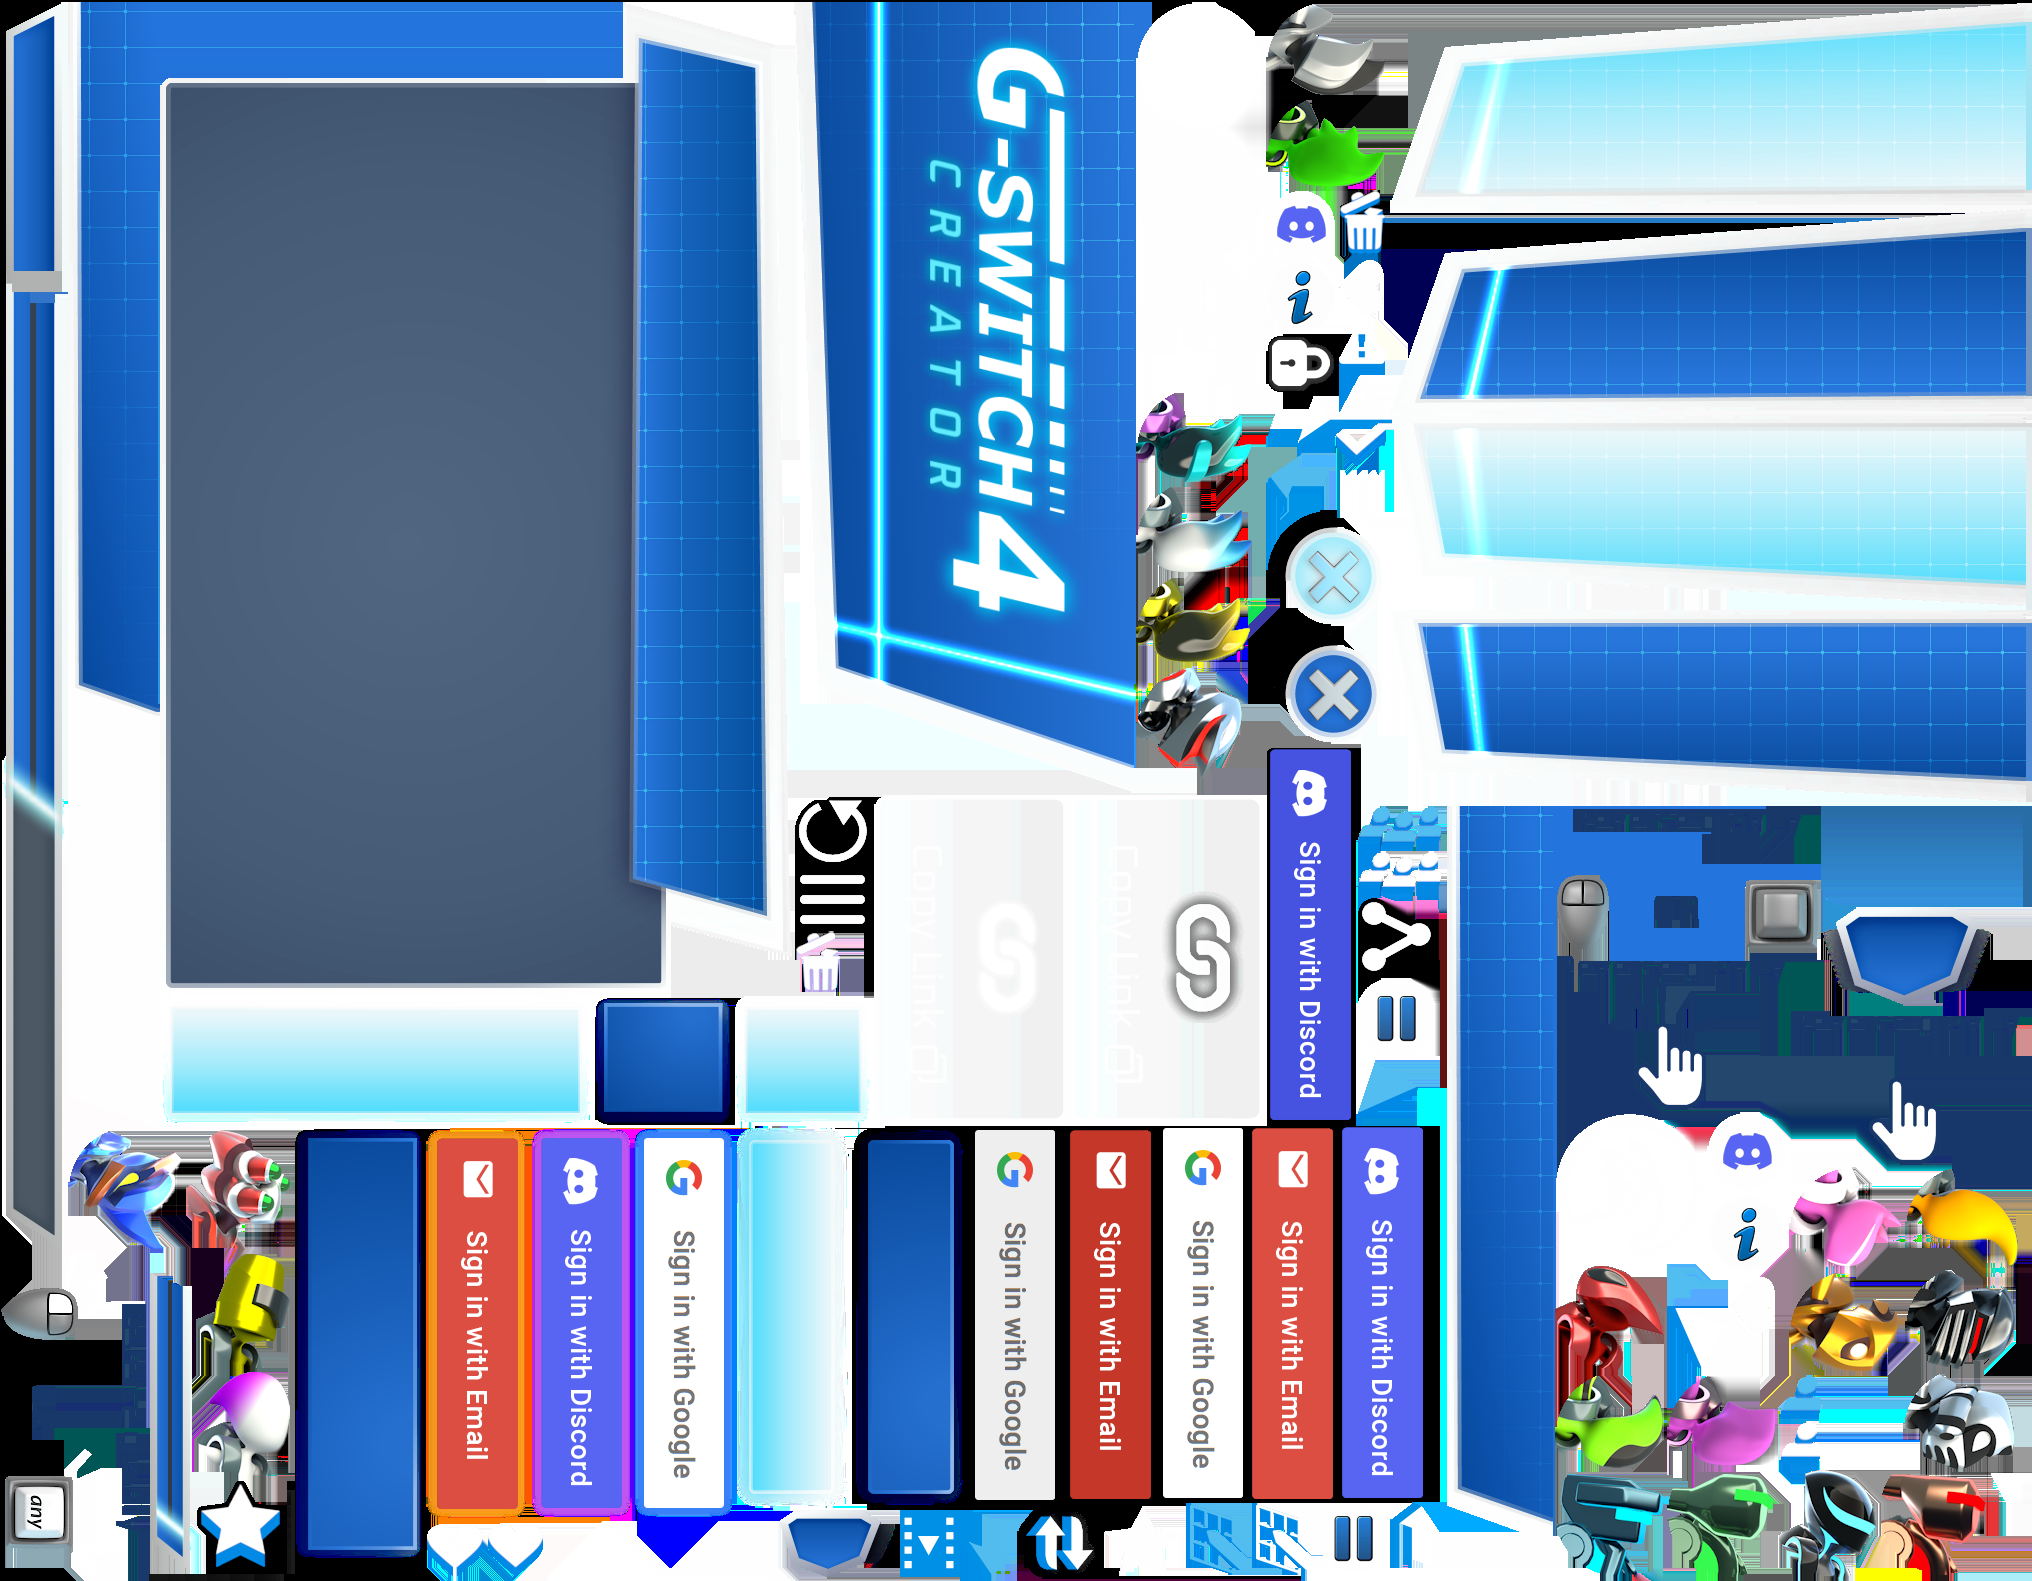 G-SWITCH 4
CREATOR
Copy Link
Copy Link
Sign in with Discord
Sign in with Email
Sign in with Discord
Sign in with Google
Sign in with Google
Sign in with Email
Sign in with Google
Sign in with Email
Sign in with Discord
i
!
i
any